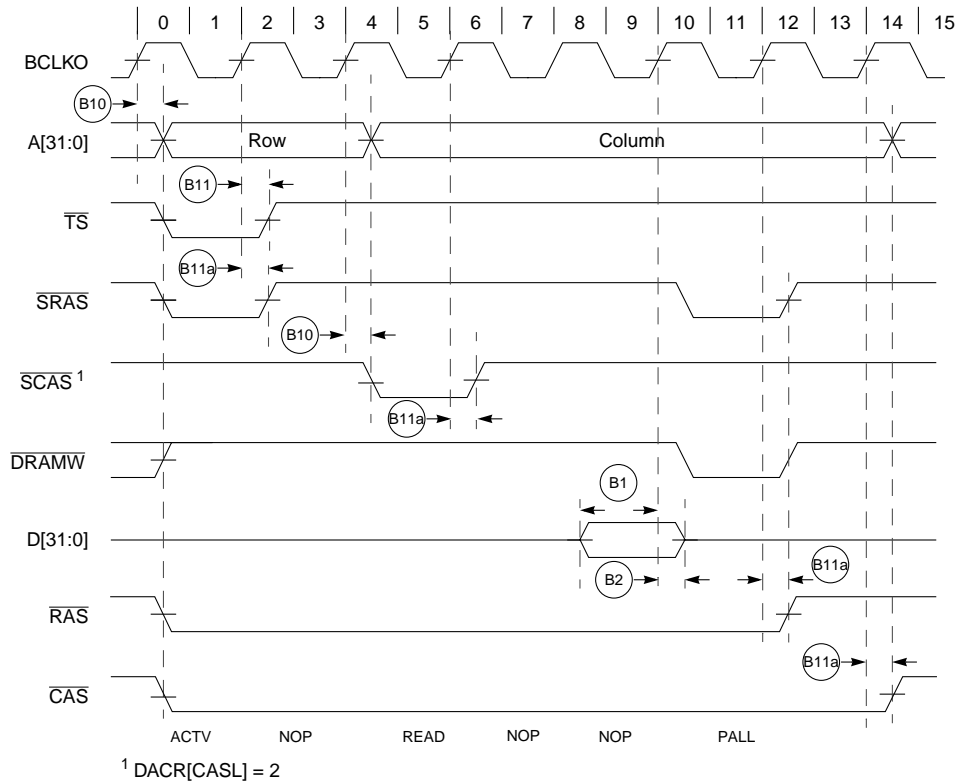 0 1 2 3 4 5 6 7 8 9 10 11 12 13 14 15
BCLKO
B10
A[31:0] Row Column
B11
TS
B11a
SRAS
B10
SCAS 1
B11a
DRAMW
B1
D[31:0]
B2 B11a
RAS
B11a
CAS
ACTV NOP READ NOP NOP PALL
1 DACR[CASL] = 2